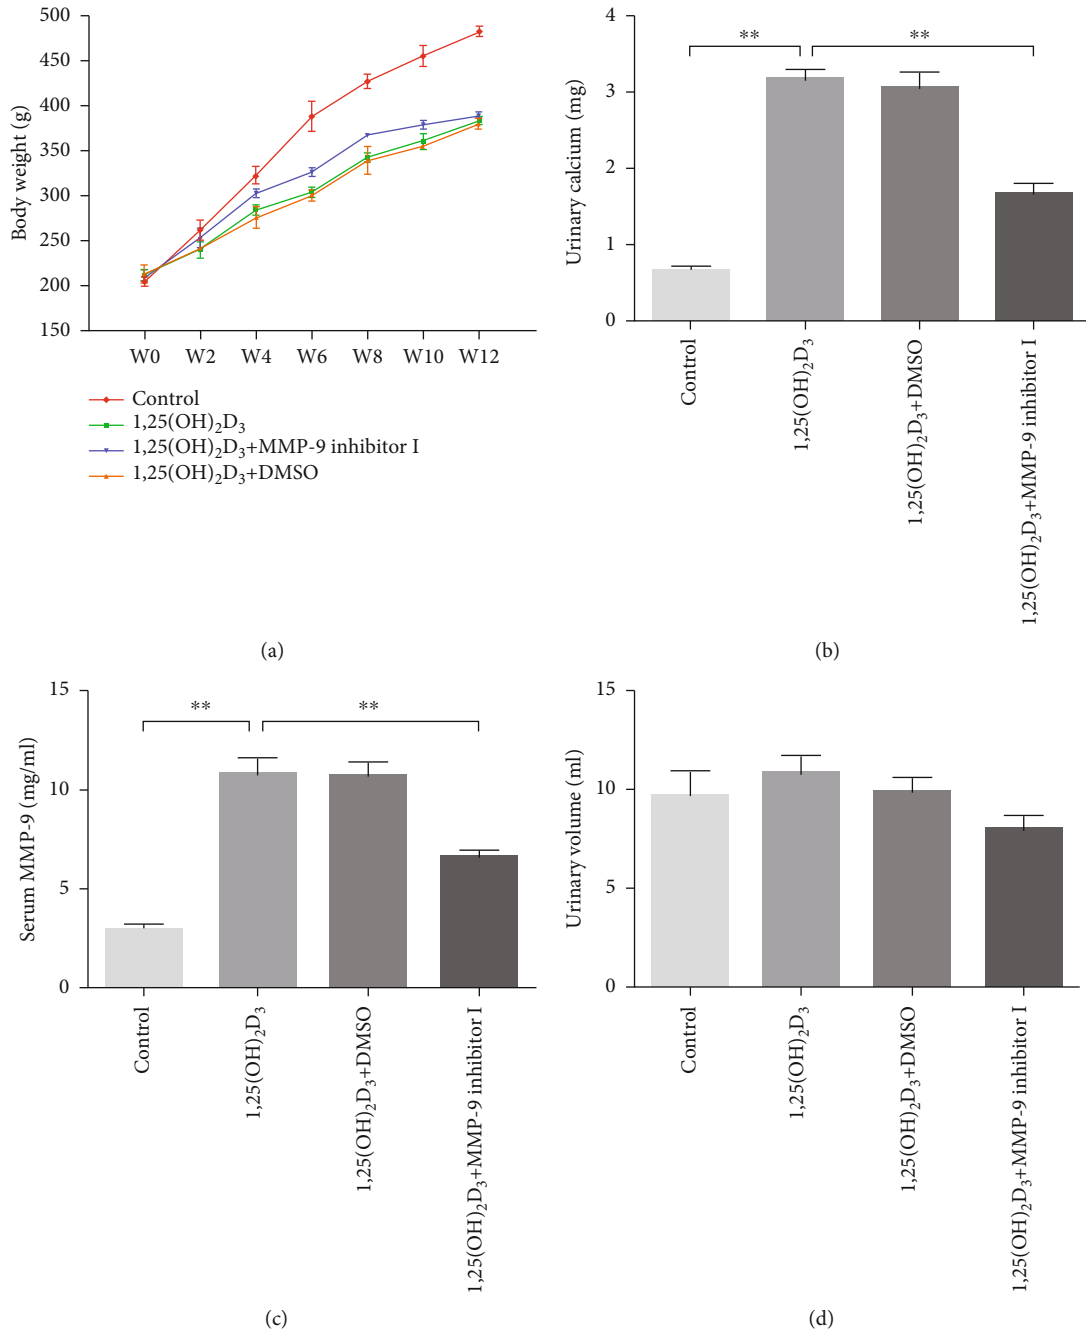 500
450
400
350
300
250
200
150
Body weight (g)
W0 W2 W4 W6 W8 W10 W12
Control
1,25(OH)₂D₃
1,25(OH)₂D₃+MMP-9 inhibitor I
1,25(OH)₂D₃+DMSO
(a)
4
3
2
1
0
Urinary calcium (mg)
** **
Control
1,25(OH)₂D₃
1,25(OH)₂D₃+DMSO
1,25(OH)₂D₃+MMP-9 inhibitor I
(b)
15
10
5
0
Serum MMP-9 (mg/ml)
** **
Control
1,25(OH)₂D₃
1,25(OH)₂D₃+DMSO
1,25(OH)₂D₃+MMP-9 inhibitor I
(c)
15
10
5
0
Urinary volume (ml)
Control
1,25(OH)₂D₃
1,25(OH)₂D₃+DMSO
1,25(OH)₂D₃+MMP-9 inhibitor I
(d)